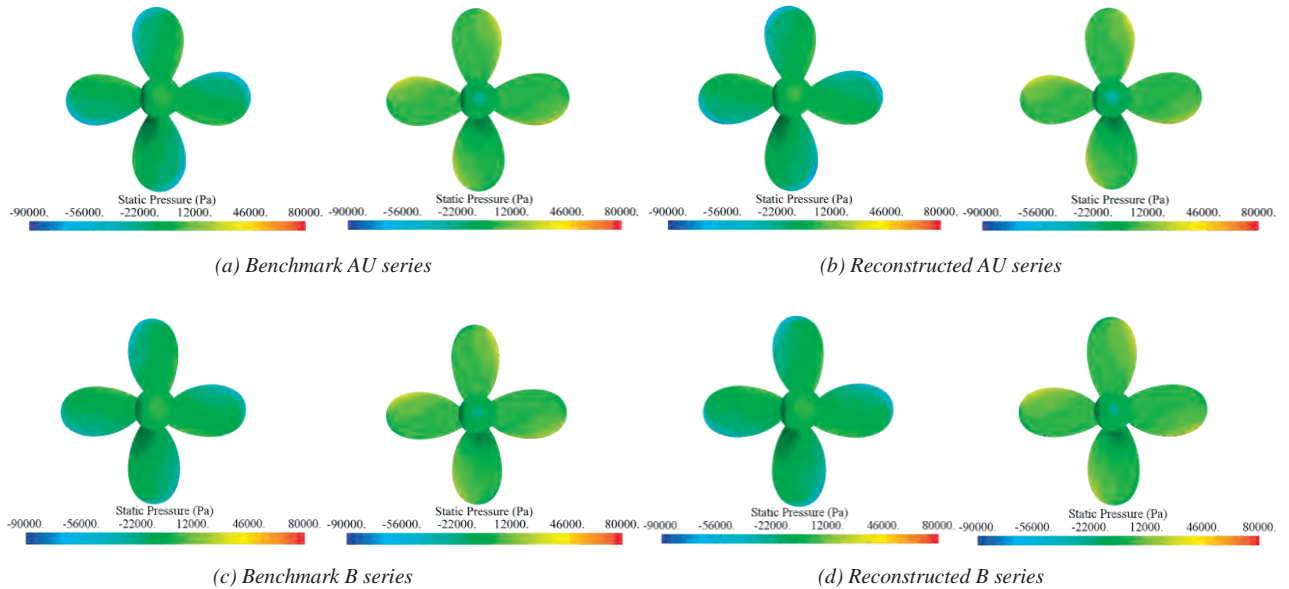 Static Pressure (Pa)
-90000. -56000. -22000. 12000. 46000. 80000.
Static Pressure (Pa)
-90000. -56000. -22000. 12000. 46000. 80000.
(a) Benchmark AU series
Static Pressure (Pa)
-90000. -56000. -22000. 12000. 46000. 80000.
Static Pressure (Pa)
-90000. -56000. -22000. 12000. 46000. 80000.
(b) Reconstructed AU series
Static Pressure (Pa)
-90000. -56000. -22000. 12000. 46000. 80000.
Static Pressure (Pa)
-90000. -56000. -22000. 12000. 46000. 80000.
(c) Benchmark B series
Static Pressure (Pa)
-90000. -56000. -22000. 12000. 46000. 80000.
Static Pressure (Pa)
-90000. -56000. -22000. 12000. 46000. 80000.
(d) Reconstructed B series